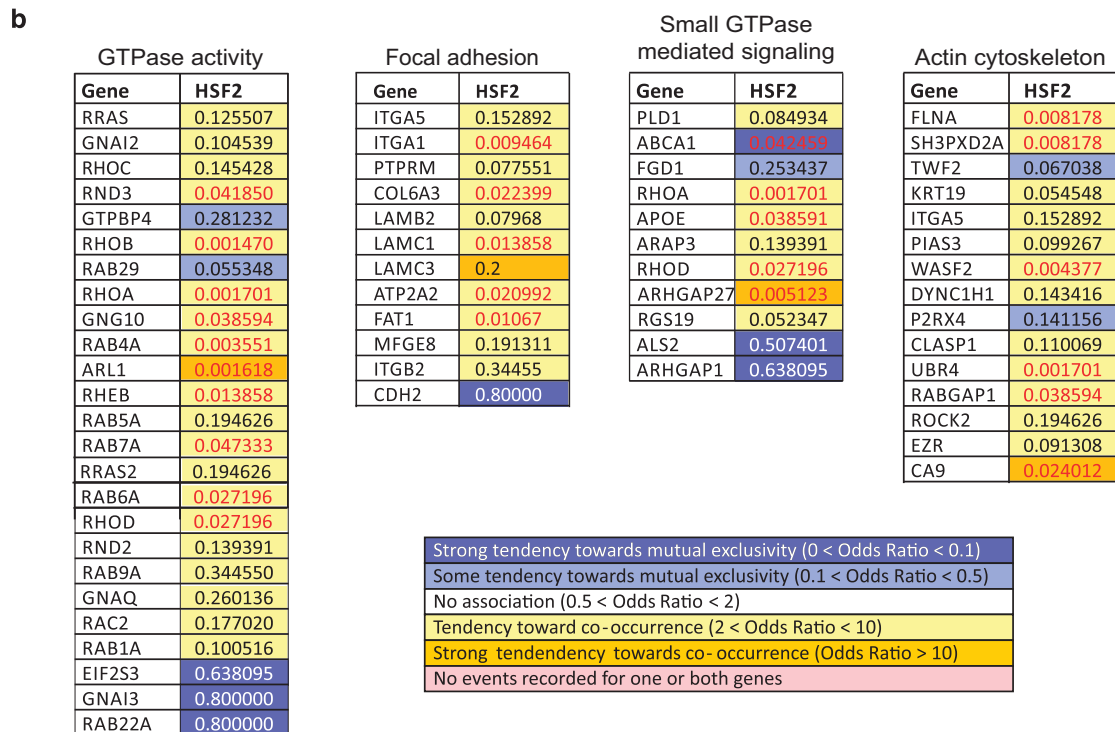 b
GTPase activity
Gene HSF2
RRAS 0.125507
GNAI2 0.104539
RHOC 0.145428
RND3 0.041850
GTPBP4 0.281232
RHOB 0.001470
RAB29 0.055348
RHOA 0.001701
GNG10 0.038594
RAB4A 0.003551
ARL1 0.001618
RHEB 0.013858
RAB5A 0.194626
RAB7A 0.047333
RRAS2 0.194626
RAB6A 0.027196
RHOD 0.027196
RND2 0.139391
RAB9A 0.344550
GNAQ 0.260136
RAC2 0.177020
RAB1A 0.100516
EIF2S3 0.638095
GNAI3 0.800000
RAB22A 0.800000
Focal adhesion
Gene HSF2
ITGA5 0.152892
ITGA1 0.009464
PTPRM 0.077551
COL6A3 0.022399
LAMB2 0.07968
LAMC1 0.013858
LAMC3 0.2
ATP2A2 0.020992
FAT1 0.01067
MFGE8 0.191311
ITGB2 0.34455
CDH2 0.80000
Small GTPase
mediated signaling
Gene HSF2
PLD1 0.084934
ABCA1 0.042459
FGD1 0.253437
RHOA 0.001701
APOE 0.038591
ARAP3 0.139391
RHOD 0.027196
ARHGAP27 0.005123
RGS19 0.052347
ALS2 0.507401
ARHGAP1 0.638095
Actin cytoskeleton
Gene HSF2
FLNA 0.008178
SH3PXD2A 0.008178
TWF2 0.067038
KRT19 0.054548
ITGA5 0.152892
PIAS3 0.099267
WASF2 0.004377
DYNC1H1 0.143416
P2RX4 0.141156
CLASP1 0.110069
UBR4 0.001701
RABGAP1 0.038594
ROCK2 0.194626
EZR 0.091308
CA9 0.024012
Strong tendency towards mutual exclusivity (0 < Odds Ratio < 0.1)
Some tendency towards mutual exclusivity (0.1 < Odds Ratio < 0.5)
No association (0.5 < Odds Ratio < 2)
Tendency toward co-occurrence (2 < Odds Ratio < 10)
Strong tendendency towards co-occurrence (Odds Ratio > 10)
No events recorded for one or both genes